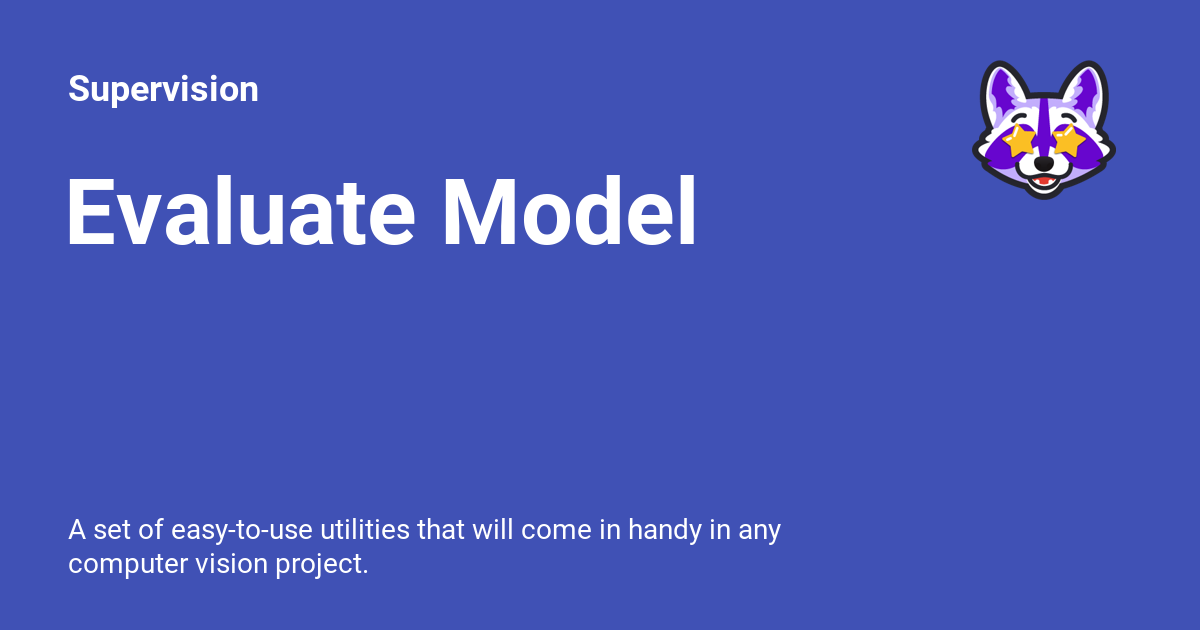 Supervision
Evaluate Model
A set of easy-to-use utilities that will come in handy in any
computer vision project.